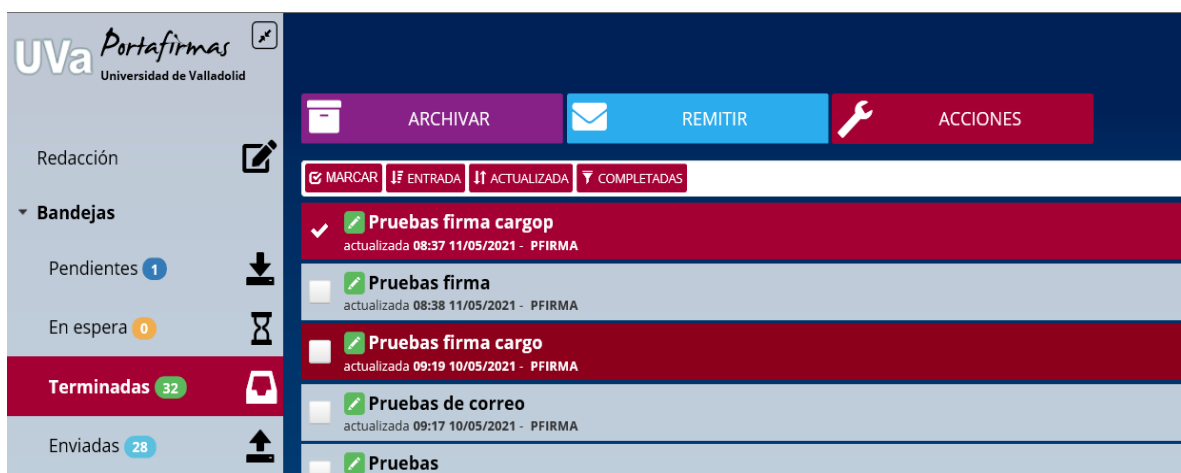 UVa Portafirmas
Universidad de Valladolid
Redacción
Bandejas
Pendientes 1
En espera 0
Terminadas 32
Enviadas 28
ARCHIVAR REMITIR ACCIONES
MARCAR ENTRADA ACTUALIZADA COMPLETADAS
Pruebas firma cargop
actualizada 08:37 11/05/2021 - PFIRMA
Pruebas firma
actualizada 08:38 11/05/2021 - PFIRMA
Pruebas firma cargo
actualizada 09:19 10/05/2021 - PFIRMA
Pruebas de correo
actualizada 09:17 10/05/2021 - PFIRMA
Pruebas